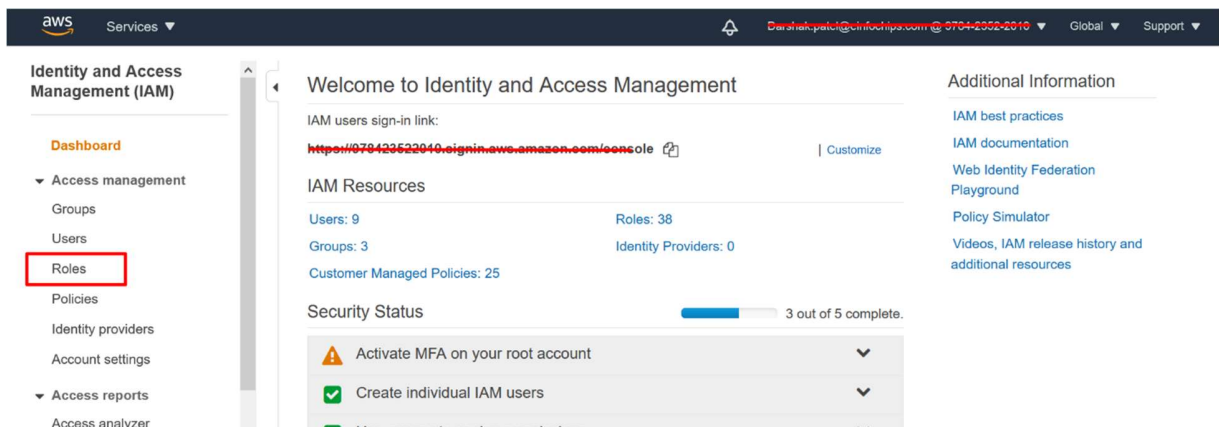 aws Services Global Support
Identity and Access
Management (IAM)
Dashboard
Access management
Groups
Users
Roles
Policies
Identity providers
Account settings
Access reports
Access analyzer
Welcome to Identity and Access Management
IAM users sign-in link:
| Customize
IAM Resources
Users: 9 Roles: 38
Groups: 3 Identity Providers: 0
Customer Managed Policies: 25
Security Status 3 out of 5 complete.
Activate MFA on your root account
Create individual IAM users
Additional Information
IAM best practices
IAM documentation
Web Identity Federation
Playground
Policy Simulator
Videos, IAM release history and
additional resources